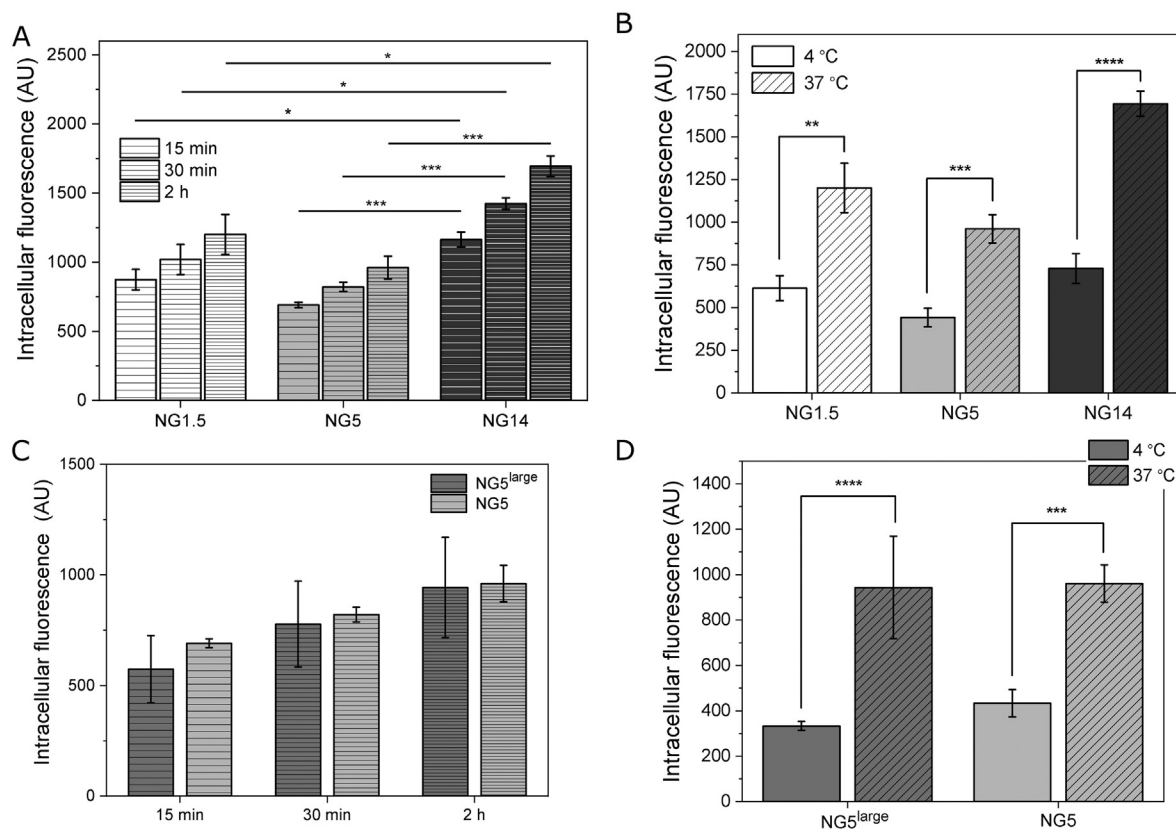 A
Intracellular fluorescence (AU)
2500
2000
1500
1000
500
0
15 min
30 min
2 h
*
*
*
***
***
***
NG1.5 NG5 NG14
B
Intracellular fluorescence (AU)
2000
1750
1500
1250
1000
750
500
250
0
4 °C
37 °C
**
***
****
NG1.5 NG5 NG14
C
Intracellular fluorescence (AU)
1500
1000
500
0
NG5large
NG5
15 min 30 min 2 h
D
Intracellular fluorescence (AU)
1400
1200
1000
800
600
400
200
0
4 °C
37 °C
****
***
NG5large NG5